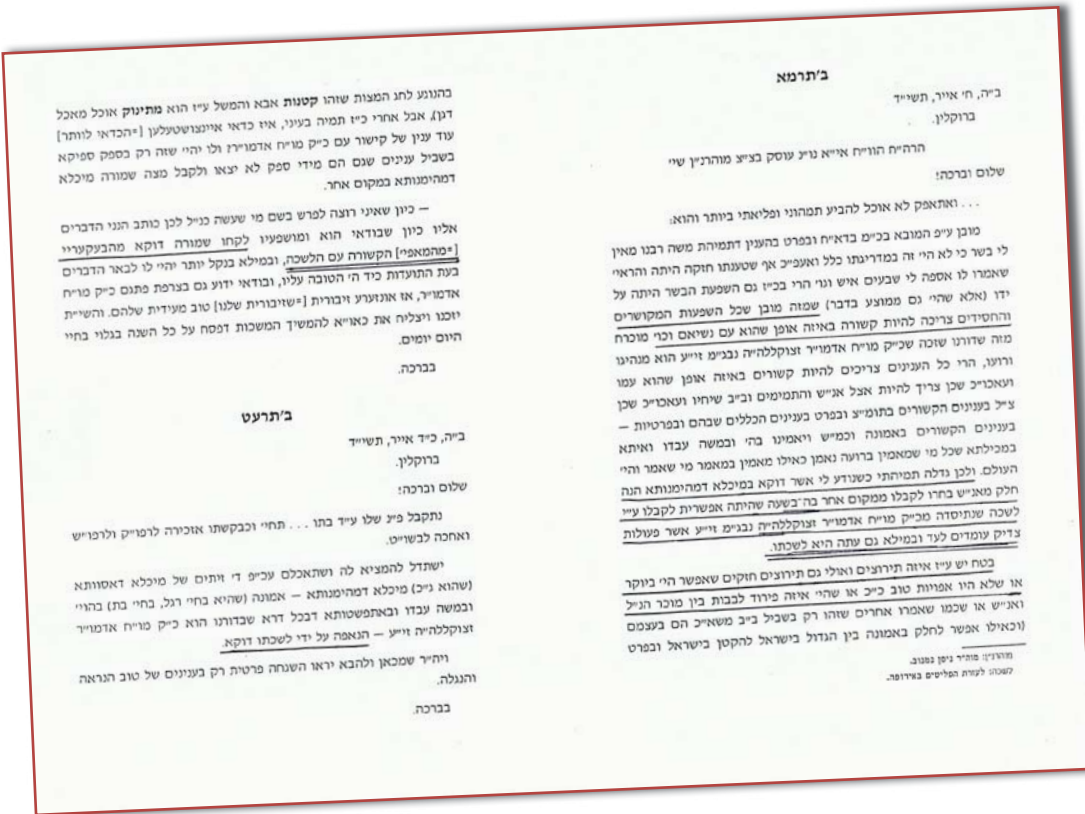 ב׳תרמא
ב״ה, ח׳ אייר, תשי״ד
ברוקלין.
הרה״ח הוו״ח אי״א נו״נ עוסק בצ״צ מוהרנ״ן שי׳
שלום וברכה!
. . . ואתאפק לא אוכל להביע תמהוני ופליאתי ביותר והוא:
מובן ע״פ המובא בכ״מ בדא״ח ובפרט בהענין דתמיהת משה רבנו מאין
לי בשר כי לא הי׳ זה במדריגתו כלל ואעפ״כ אף שטענתו חזקה היתה והראי׳
שאמרו לו אספה לי שבעים איש וגו׳ הרי בכ״ז גם השפעת הבשר היתה על
ידו (אלא שהי׳ גם ממוצע בדבר) שמזה מובן שכל השפעות המקושרים
והחסידים צריכה להיות קשורה באיזה אופן שהוא עם נשיאם וכו׳ מוכרח
מזה שדורנו שזכה שכ״ק מו״ח אדמו״ר זצוקללה״ה נבג״מ זי״ע הוא מנהיגו
ורועו, הרי כל הענינים צריכים להיות קשורים באיזה אופן שהוא עמו
ועאכו״כ שכן צריך להיות אצל אנ״ש והתמימים וב״ב שיחיו ועאכו״כ שכן
צ״ל בענינים הקשורים בתומ״צ ובפרט בענינים הכללים שבהם ובפרטיות –
בענינים הקשורים באמונה וכמ״ש ויאמינו בה׳ ובמשה עבדו ואיתא
במכילתא שכל מי שמאמין ברועה נאמן כאילו מאמין במאמר מי שאמר והי׳
העולם. ולכן גדלה תמיהתי כשנודע לי אשר דוקא במיכלא דמהימנותא הנה
חלק מאנ״ש בחרו לקבלו ממקום אחר בה־בשעה שהיתה אפשרית לקבלו ע״י
לשכה שנתיסדה מכ״ק מו״ח אדמו״ר זצוקללה״ה נבג״מ זי״ע אשר פעולות
צדיק עומדים לעד ובמילא גם עתה היא לשכתו.
בטח יש ע״ז איזה תירוצים ואולי גם תירוצים חזקים שאפשר הי׳ ביוקר
או שלא היו אפויות טוב כ״כ או שהי׳ איזה פירוד לבבות בין מוכר הנ״ל
ואנ״ש או שכמו שאמרו אחרים שזהו רק בשביל ב״ב משא״כ הם בעצמם
(וכאילו אפשר לחלק באמונה בין הגדול בישראל להקטן בישראל ובפרט
מוהרנ״ן: מוה״ר ניסן נמנוב.
לשכה: לעזרת הפליטים באירופה.
בהנוגע לחג המצות שזהו קטנות אבא והמשל ע״ז הוא מתינוק אוכל מאכל
דגן), אבל אחרי כ״ז תמיה בעיני, איז כדאי איינצושטעלען [=הכדאי לוותר]
עוד ענין של קישור עם כ״ק מו״ח אדמו״ר? ולו יהי׳ שזה רק בספק ספיקא
בשביל ענינים שגם הם מידי ספק לא יצאו ולקבל מצה שמורה מיכלא
דמהימנותא במקום אחר.
– כיון שאיני רוצה לפרש בשם מי שעשה כנ״ל לכן כותב הנני הדברים
אליו כיון שבודאי הוא ומושפעיו לקחו שמורה דוקא מהבעקעריי
[=מהמאפי׳] הקשורה עם הלשכה, ובמילא בנקל יותר יהי׳ לו לבאר הדברים
בעת התועדות כיד ה׳ הטובה עליו, ובודאי ידוע גם בצרפת פתגם כ״ק מו״ח
אדמו״ר, אז אונזערע זיבורית [=שזיבורית שלנו] טוב מעידית שלהם. והשי״ת
יזכנו ויצליח את כאו״א להמשיך המשכות דפסח על כל השנה בגלוי בחיי
היום יומים.
בברכה.
ב׳תרעט
ב״ה, כ״ד אייר, תשי״ד
ברוקלין.
שלום וברכה!
נתקבל פ״נ שלו ע״ד בתו . . . תחי׳ וכבקשתו אזכירה לרפו״ק ולרפו״ש
ואחכה לבשו״ט.
ישתדל להמציא לה ושתאכלם עכ״פ ד׳ זיתים של מיכלא דאסוותא
(שהוא ג״כ) מיכלא דמהימנותא – אמונה (שהיא בחי׳ רגל, בחי׳ בת) בהוי׳
ובמשה עבדו ובאתפשטותא דבכל דרא שבדורנו הוא כ״ק מו״ח אדמו״ר
זצוקללה״ה זי״ע – הנאפה על ידי לשכתו דוקא.
ויה״ר שמכאן ולהבא יראו השגחה פרטית רק בענינים של טוב הנראה
והנגלה.
בברכה.